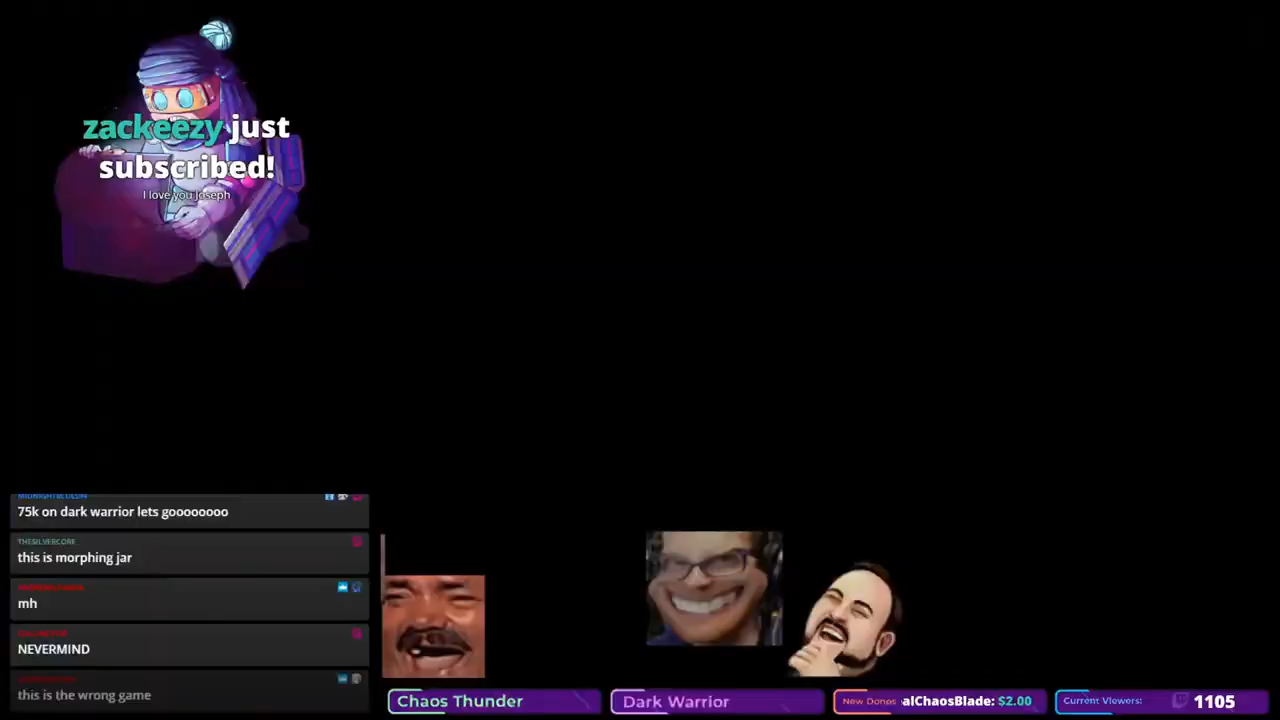 zackeezy just
subscribed!
I love you Joseph
75k on dark warrior lets goooooooo
THESILVERCORE
this is morphing jar
mh
NEVERMIND
this is the wrong game
Chaos Thunder
Dark Warrior
New Donos alChaosBlade: $2.00
Current Viewers: 1105